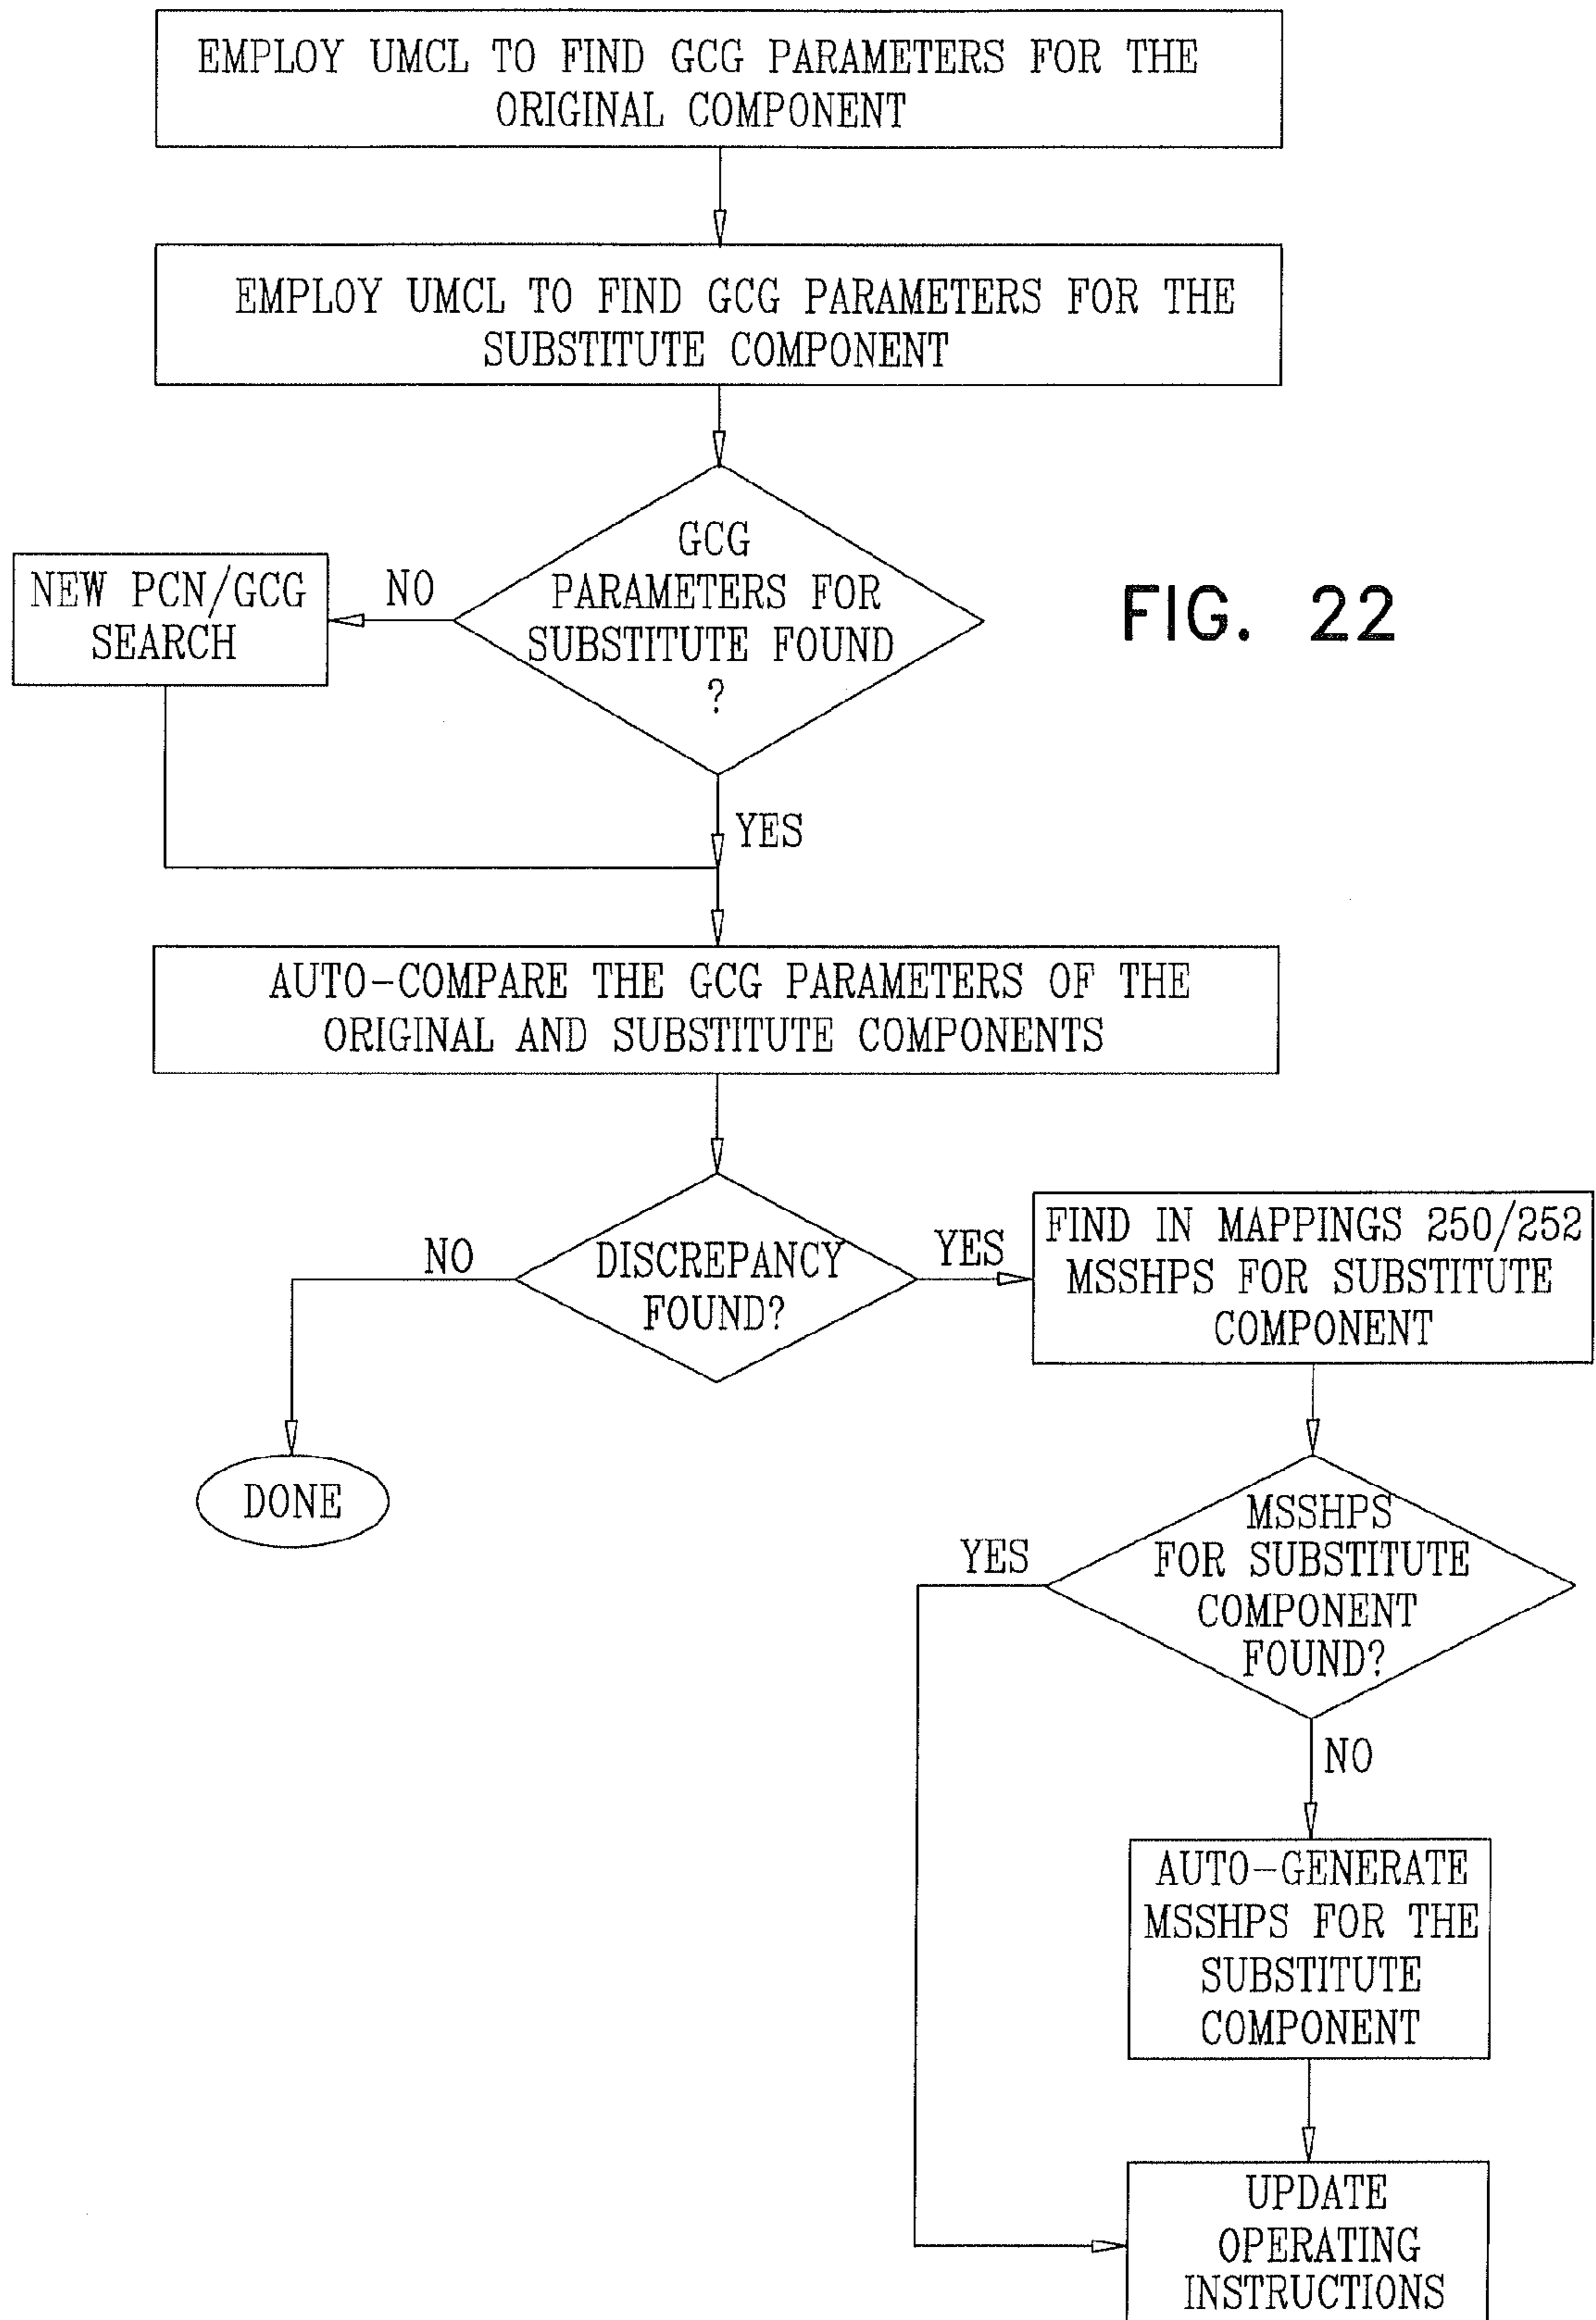 EMPLOY UMCL TO FIND GCG PARAMETERS FOR THE
ORIGINAL COMPONENT
EMPLOY UMCL TO FIND GCG PARAMETERS FOR THE
SUBSTITUTE COMPONENT
GCG
PARAMETERS FOR
SUBSTITUTE FOUND
?
NO
NEW PCN/GCG
SEARCH
FIG. 22
YES
AUTO-COMPARE THE GCG PARAMETERS OF THE
ORIGINAL AND SUBSTITUTE COMPONENTS
DISCREPANCY
FOUND?
NO
DONE
YES
FIND IN MAPPINGS 250/252
MSSHPS FOR SUBSTITUTE
COMPONENT
MSSHPS
FOR SUBSTITUTE
COMPONENT
FOUND?
YES
NO
AUTO-GENERATE
MSSHPS FOR THE
SUBSTITUTE
COMPONENT
UPDATE
OPERATING
INSTRUCTIONS